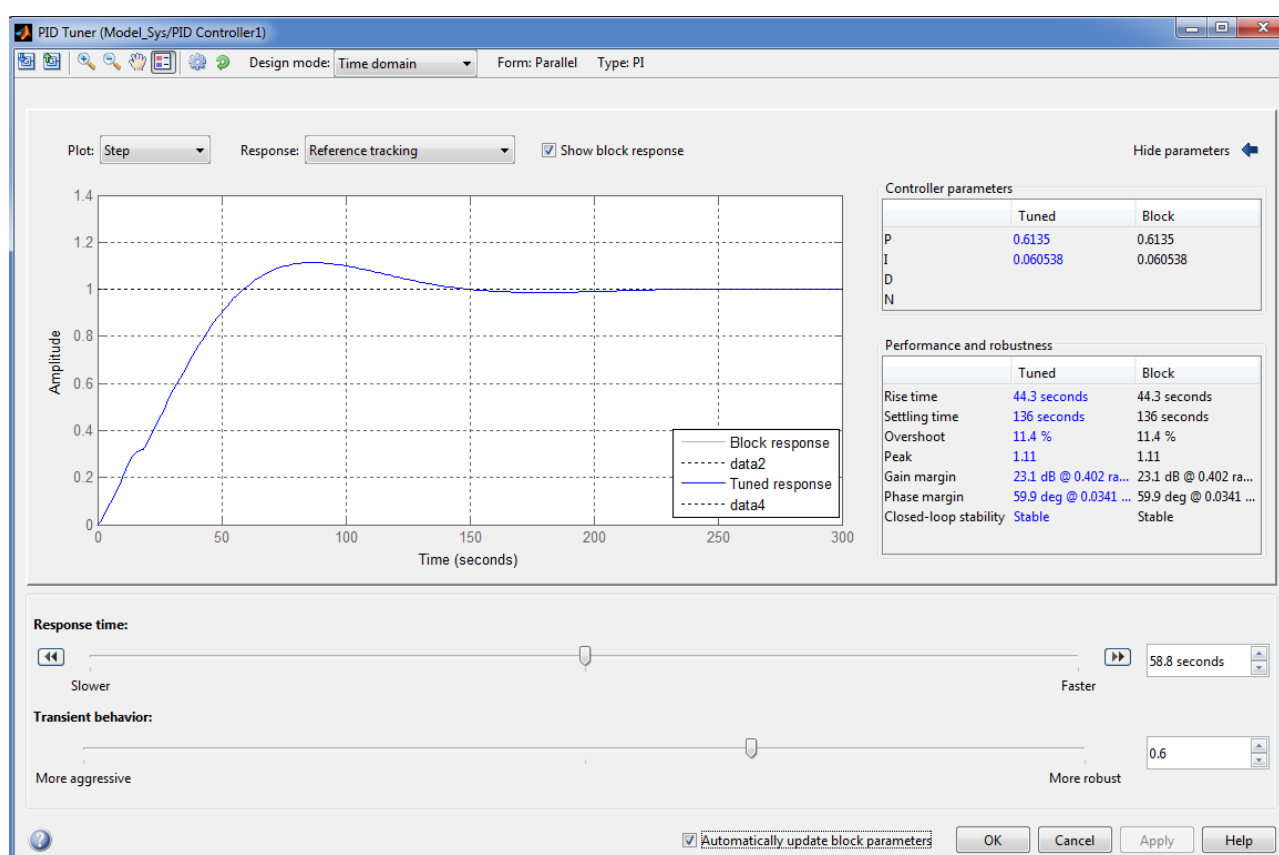 PID Tuner (Model_Sys/PID Controller1)
Design mode: Time domain Form: Parallel Type: PI
Plot: Step Response: Reference tracking Show block response Hide parameters
1.4
1.2
1
0.8
0.6
0.4
0.2
0
Amplitude
0 50 100 150 200 250 300
Time (seconds)
Block response
data2
Tuned response
data4
Controller parameters
Tuned Block
P 0.6135 0.6135
I 0.060538 0.060538
D
N
Performance and robustness
Tuned Block
Rise time 44.3 seconds 44.3 seconds
Settling time 136 seconds 136 seconds
Overshoot 11.4 % 11.4 %
Peak 1.11 1.11
Gain margin 23.1 dB @ 0.402 ra... 23.1 dB @ 0.402 ra...
Phase margin 59.9 deg @ 0.0341 ... 59.9 deg @ 0.0341 ...
Closed-loop stability Stable Stable
Response time:
58.8 seconds
Slower Faster
Transient behavior:
0.6
More aggressive More robust
Automatically update block parameters OK Cancel Apply Help